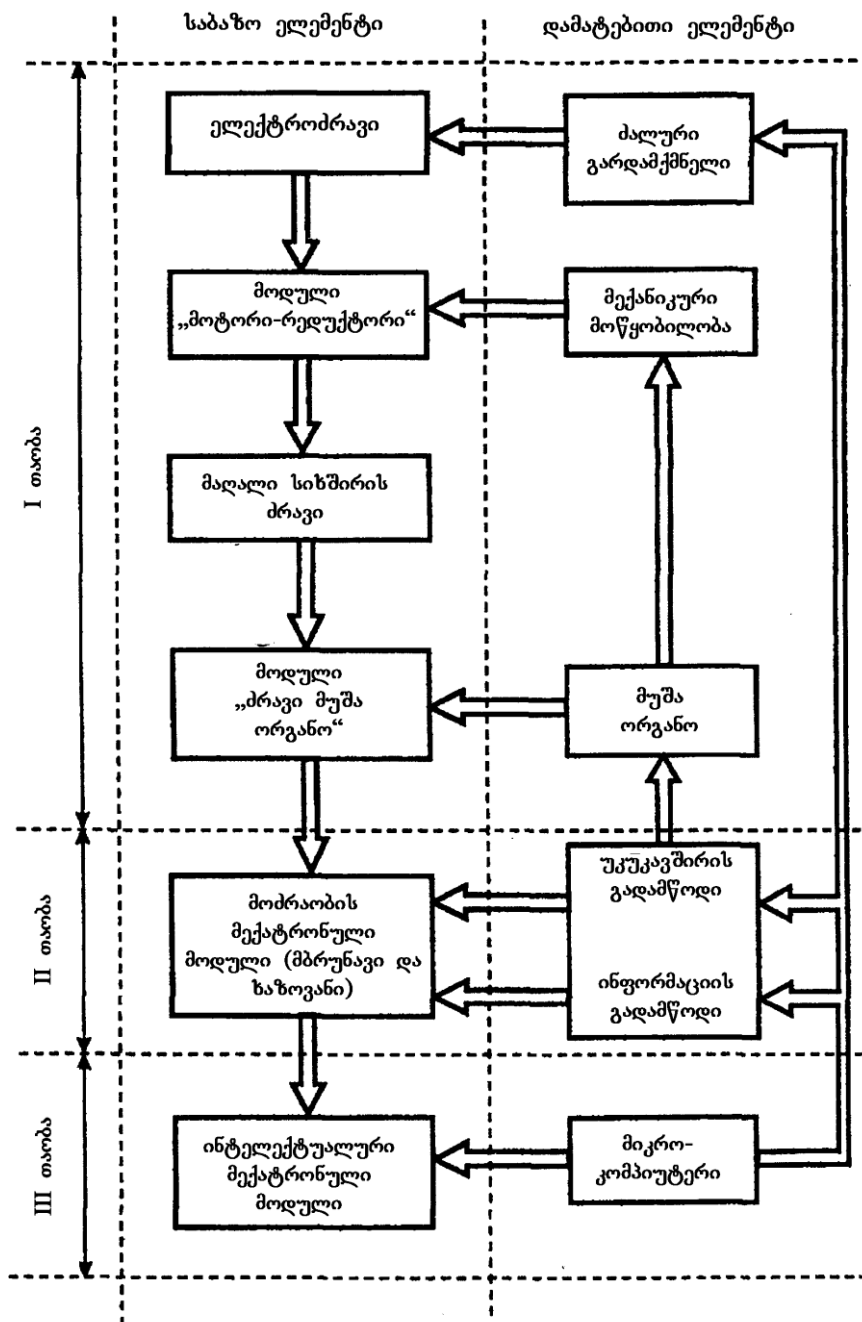 საბაზო ელემენტი
დამატებითი ელემენტი
I თაობა
ელექტროძრავი
ძალური
გარდამქმნელი
მოდული
„მოტორი-რედუქტორი“
მექანიკური
მოწყობილობა
მაღალი სიხშირის
ძრავი
მოდული
„ძრავი მუშა
ორგანო“
მუშა
ორგანო
II თაობა
მოძრაობის
მექატრონული
მოდული (მბრუნავი და
ხაზოვანი)
უკუკავშირის
გადამწოდი
ინფორმაციის
გადამწოდი
III თაობა
ინტელექტუალური
მექატრონული
მოდული
მიკრო-
კომპიუტერი